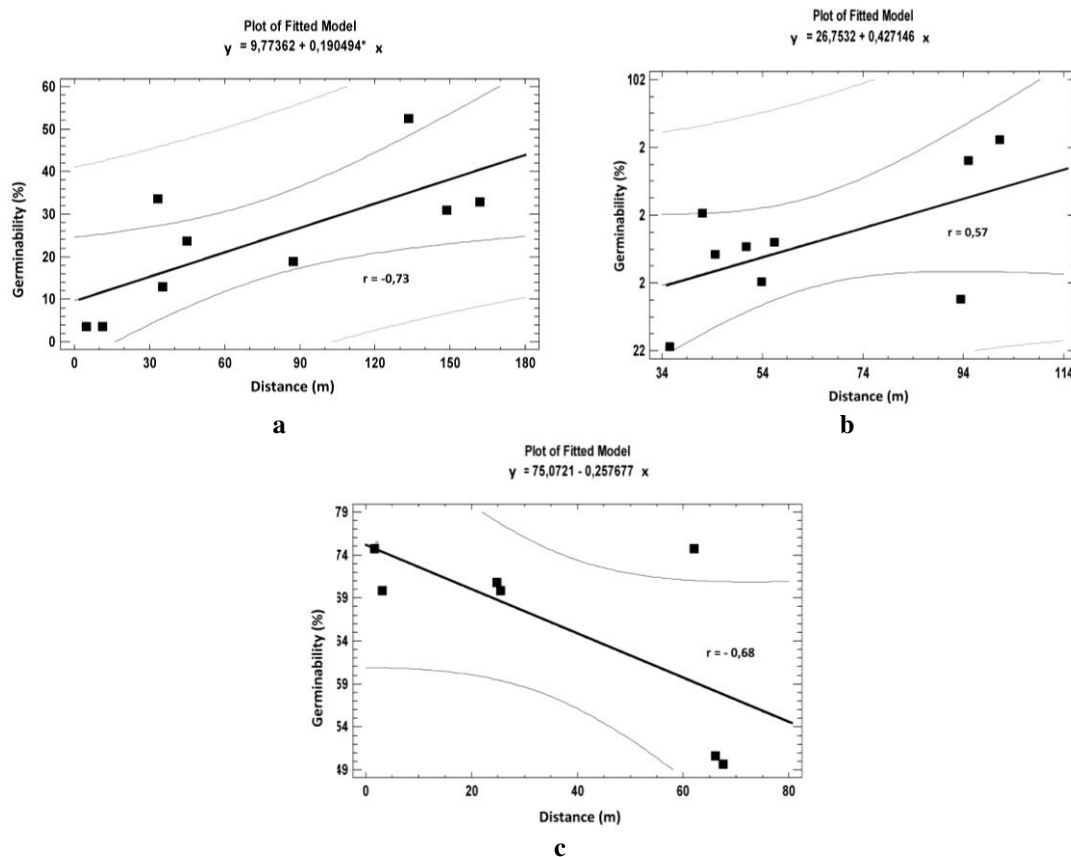 Plot of Fitted Model
y = 9,77362 + 0,190494* x
Germinability (%)
60
50
40
30
20
10
0
r = -0,73
0 30 60 90 120 150 180
Distance (m)
a
Plot of Fitted Model
y = 26,7532 + 0,427146 x
Germinability (%)
102
2
2
2
22
r 0,57
34 54 74 94 114
Distance (m)
b
Plot of Fitted Model
y = 75,0721 - 0,257677 x
Germinability (%)
79
74
59
54
49
r = - 0,68
0 20 40 60 80
Distance (m)
c